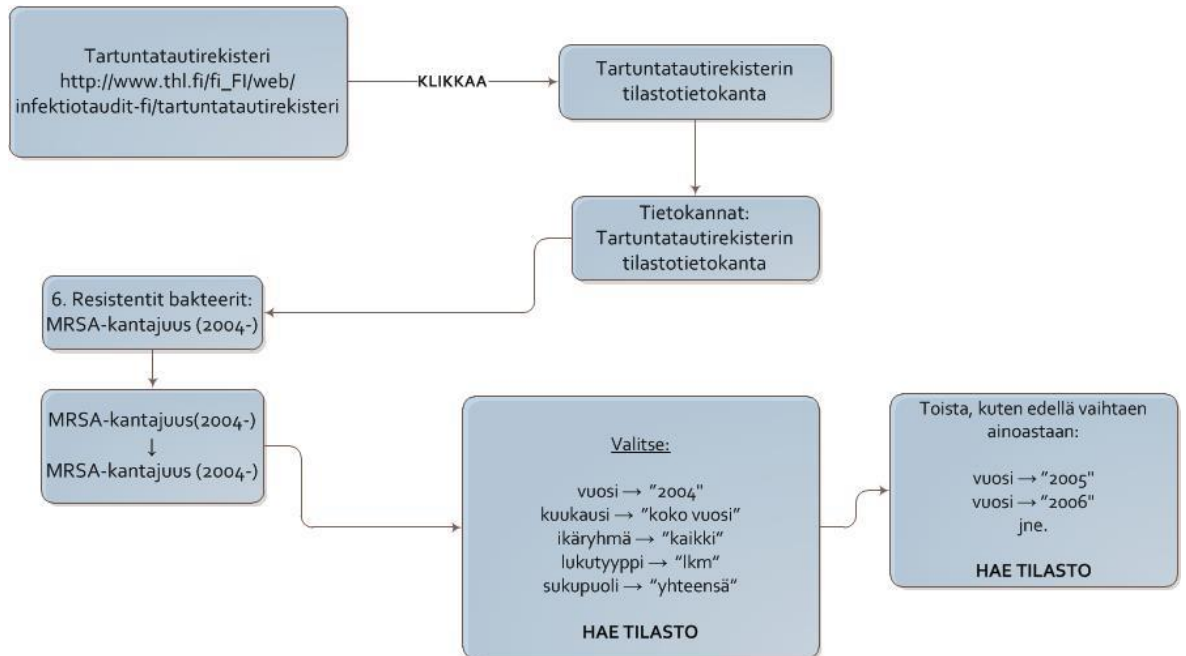 Tartuntatautirekisteri
http://www.thl.fi/fi_FI/web/
infektiotaudit-fi/tartuntatautirekisteri
KLIKKAA
Tartuntatautirekisterin
tilastotietokanta
Tietokannat:
Tartuntatautirekisterin
tilastotietokanta
6. Resistentit bakteerit:
MRSA-kantajuus (2004-)
MRSA-kantajuus(2004-)
↓
MRSA-kantajuus (2004-)
Valitse:
vuosi → "2004"
kuukausi → "koko vuosi"
ikäryhmä → "kaikki"
lukutyyppi → "lkm"
sukupuoli → "yhteensä"
HAE TILASTO
Toista, kuten edellä vaihtaen
ainoastaan:
vuosi → "2005"
vuosi → "2006"
jne.
HAE TILASTO